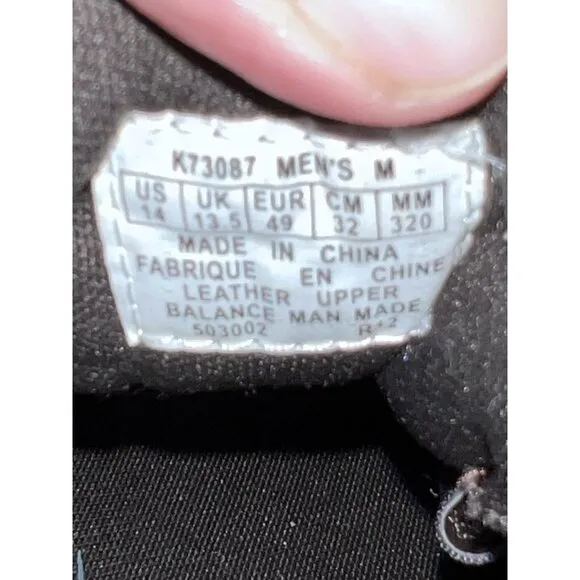 K73087 MEN'S M
US UK EUR CM MM
14 13.5 49 32 320
MADE IN CHINA
FABRIQUE EN CHINE
LEATHER UPPER
BALANCE MAN MADE
503002 R+2